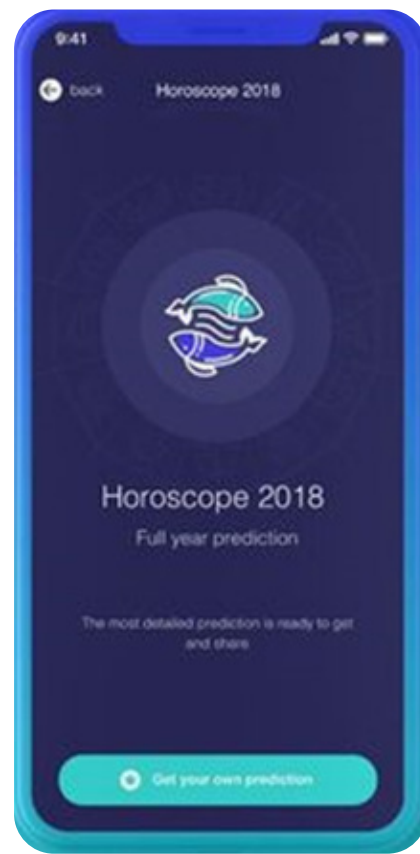 9:41
back Horoscope 2018
Horoscope 2018
Full year prediction
The most detailed prediction is ready to get
and share
Get your own prediction